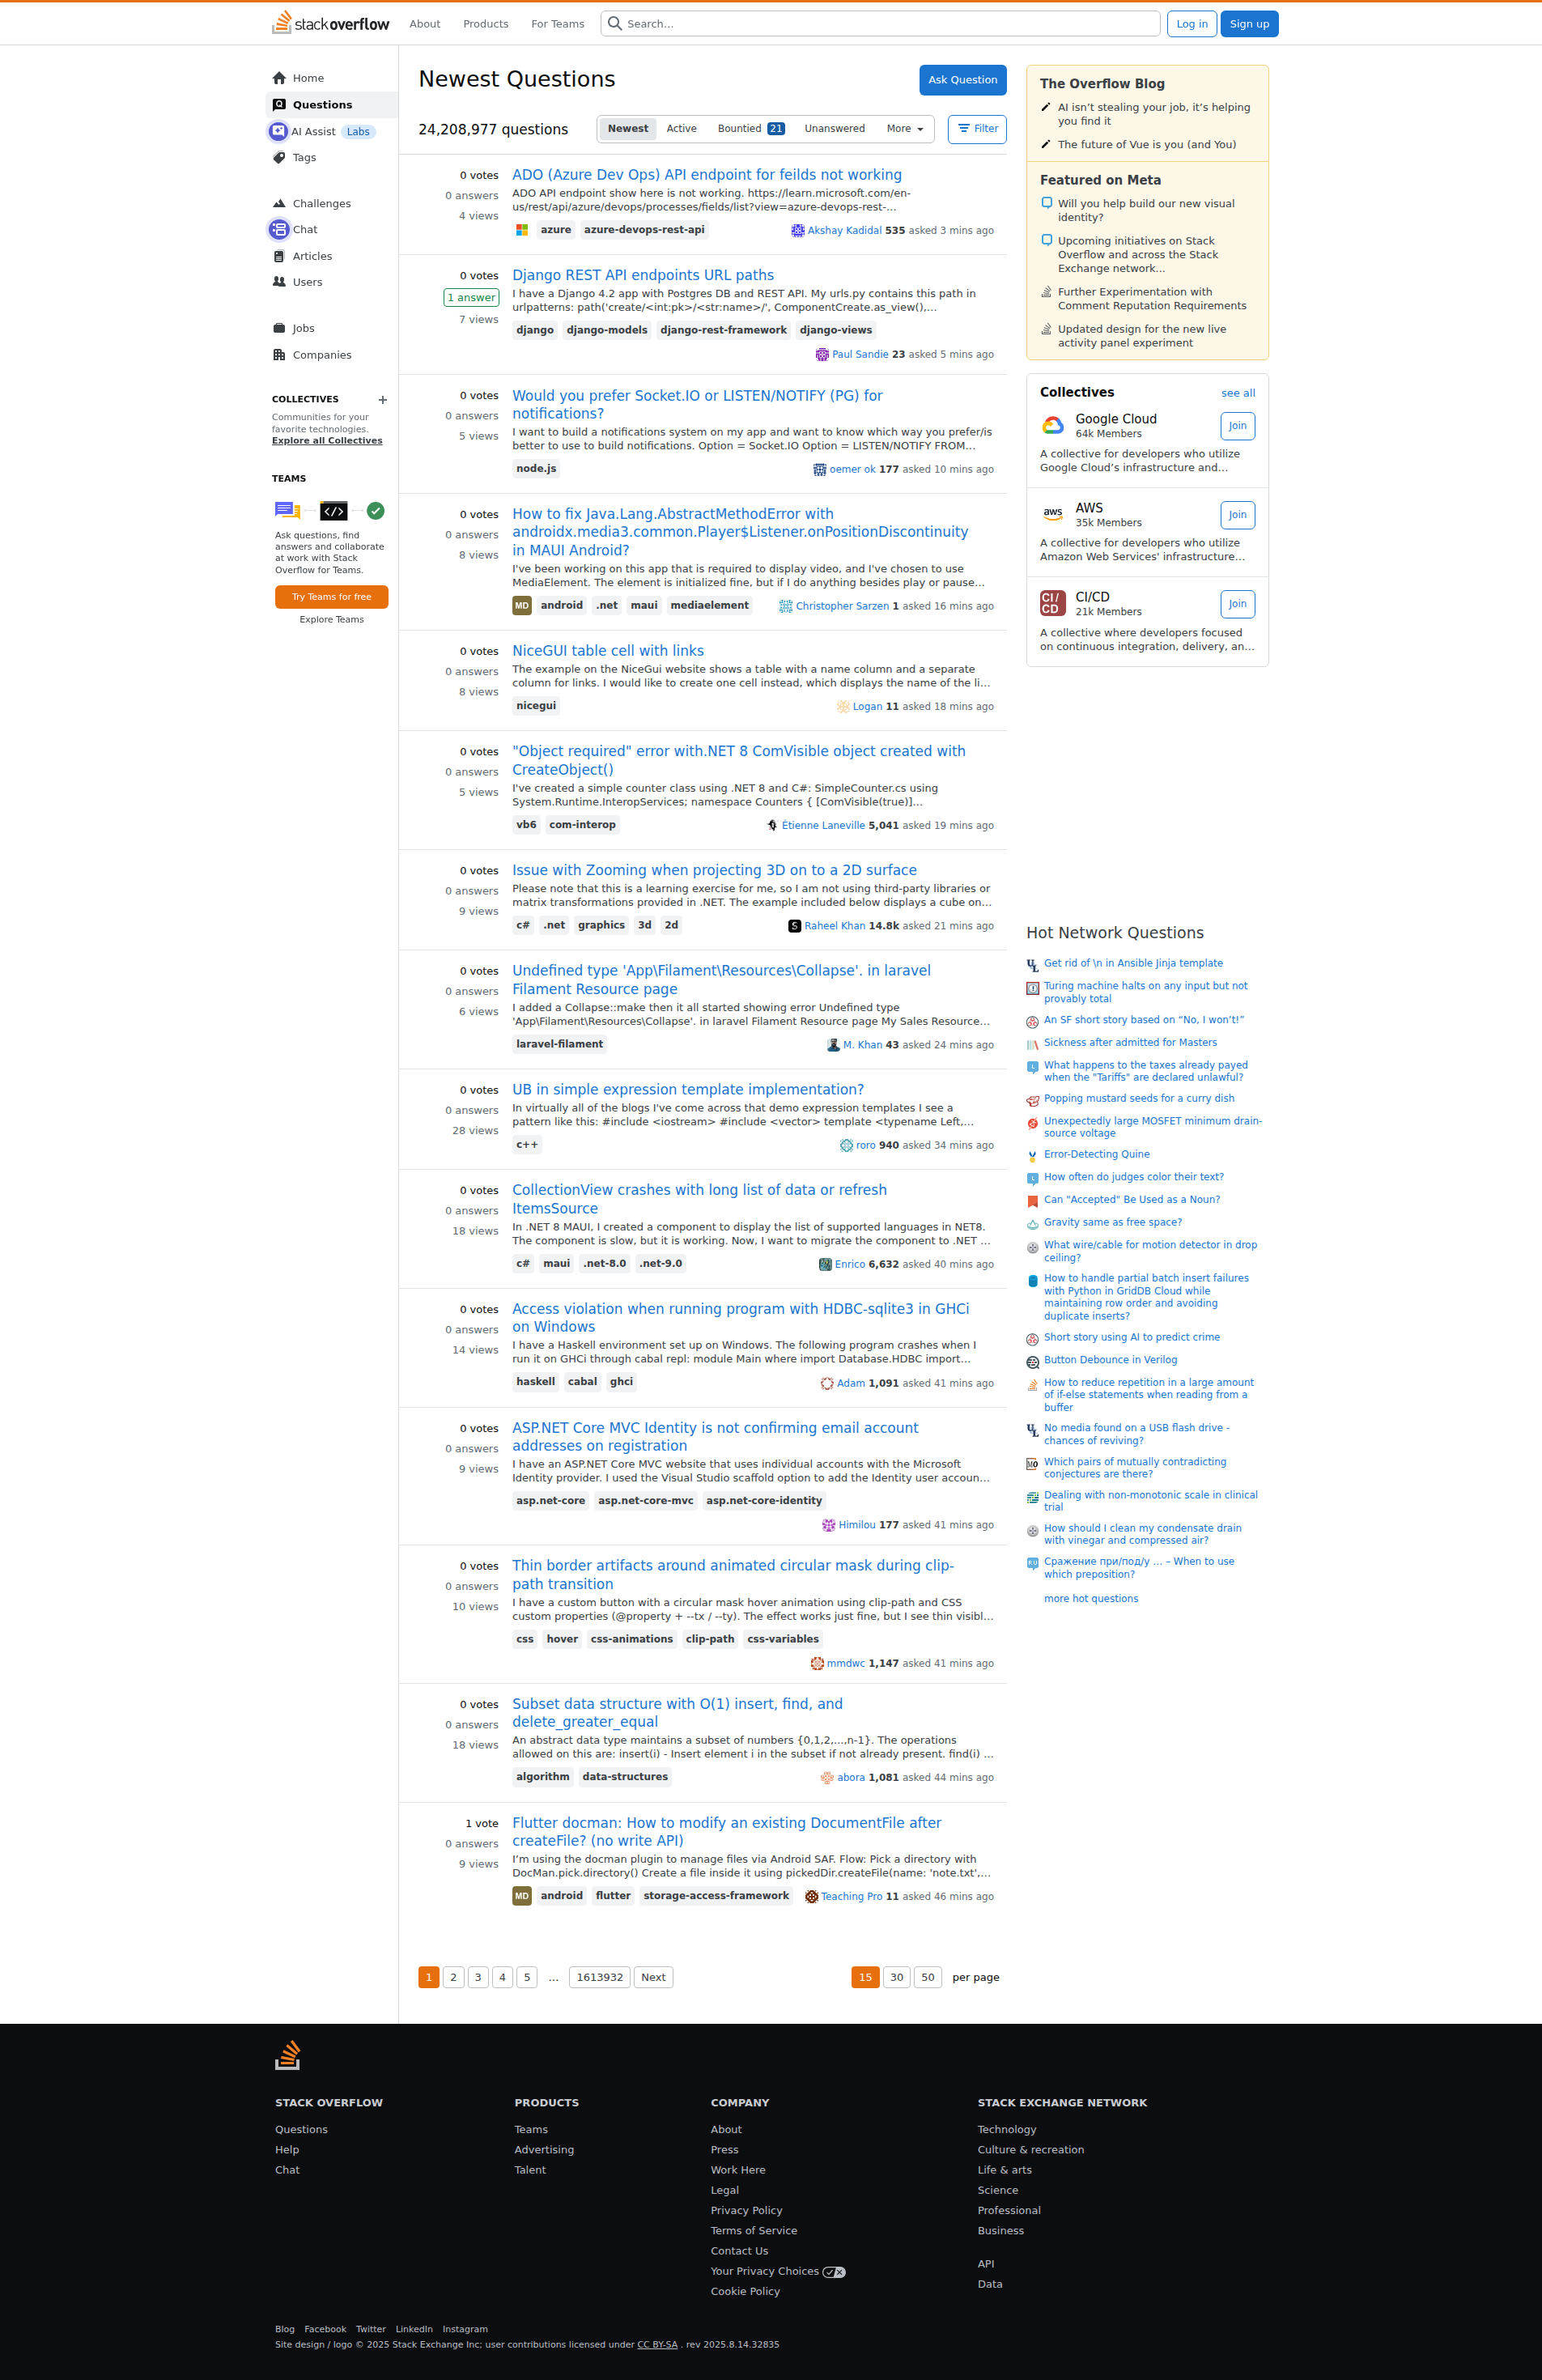 stackoverflow
About
Products
For Teams
Search…
Log in
Sign up
Home
Questions
AI Assist Labs
Tags
Challenges
Chat
Articles
Users
Jobs
Companies
COLLECTIVES
Communities for your
favorite technologies.
Explore all Collectives
TEAMS
Ask questions, find
answers and collaborate
at work with Stack
Overflow for Teams.
Try Teams for free
Explore Teams
Newest Questions
Ask Question
24,208,977 questions
Newest
Active
Bountied 21
Unanswered
More
Filter
0 votes
0 answers
4 views
ADO (Azure Dev Ops) API endpoint for feilds not working
ADO API endpoint show here is not working. https://learn.microsoft.com/en-
us/rest/api/azure/devops/processes/fields/list?view=azure-devops-rest-...
azure azure-devops-rest-api
Akshay Kadidal 535 asked 3 mins ago
0 votes
1 answer
7 views
Django REST API endpoints URL paths
I have a Django 4.2 app with Postgres DB and REST API. My urls.py contains this path in
urlpatterns: path('create/<int:pk>/<str:name>/', ComponentCreate.as_view(),...
django django-models django-rest-framework django-views
Paul Sandie 23 asked 5 mins ago
0 votes
0 answers
5 views
Would you prefer Socket.IO or LISTEN/NOTIFY (PG) for
notifications?
I want to build a notifications system on my app and want to know which way you prefer/is
better to use to build notifications. Option = Socket.IO Option = LISTEN/NOTIFY FROM...
node.js
oemer ok 177 asked 10 mins ago
0 votes
0 answers
8 views
How to fix Java.Lang.AbstractMethodError with
androidx.media3.common.Player$Listener.onPositionDiscontinuity
in MAUI Android?
I've been working on this app that is required to display video, and I've chosen to use
MediaElement. The element is initialized fine, but if I do anything besides play or pause...
MD android .net maui mediaelement
Christopher Sarzen 1 asked 16 mins ago
0 votes
0 answers
8 views
NiceGUI table cell with links
The example on the NiceGui website shows a table with a name column and a separate
column for links. I would like to create one cell instead, which displays the name of the li...
nicegui
Logan 11 asked 18 mins ago
0 votes
0 answers
5 views
"Object required" error with.NET 8 ComVisible object created with
CreateObject()
I've created a simple counter class using .NET 8 and C#: SimpleCounter.cs using
System.Runtime.InteropServices; namespace Counters { [ComVisible(true)]...
vb6 com-interop
Étienne Laneville 5,041 asked 19 mins ago
0 votes
0 answers
9 views
Issue with Zooming when projecting 3D on to a 2D surface
Please note that this is a learning exercise for me, so I am not using third-party libraries or
matrix transformations provided in .NET. The example included below displays a cube on...
c# .net graphics 3d 2d
Raheel Khan 14.8k asked 21 mins ago
0 votes
0 answers
6 views
Undefined type 'App\Filament\Resources\Collapse'. in laravel
Filament Resource page
I added a Collapse::make then it all started showing error Undefined type
'App\Filament\Resources\Collapse'. in laravel Filament Resource page My Sales Resource...
laravel-filament
M. Khan 43 asked 24 mins ago
0 votes
0 answers
28 views
UB in simple expression template implementation?
In virtually all of the blogs I've come across that demo expression templates I see a
pattern like this: #include <iostream> #include <vector> template <typename Left,...
c++
roro 940 asked 34 mins ago
0 votes
0 answers
18 views
CollectionView crashes with long list of data or refresh
ItemsSource
In .NET 8 MAUI, I created a component to display the list of supported languages in NET8.
The component is slow, but it is working. Now, I want to migrate the component to .NET ...
c# maui .net-8.0 .net-9.0
Enrico 6,632 asked 40 mins ago
0 votes
0 answers
14 views
Access violation when running program with HDBC-sqlite3 in GHCi
on Windows
I have a Haskell environment set up on Windows. The following program crashes when I
run it on GHCi through cabal repl: module Main where import Database.HDBC import...
haskell cabal ghci
Adam 1,091 asked 41 mins ago
0 votes
0 answers
9 views
ASP.NET Core MVC Identity is not confirming email account
addresses on registration
I have an ASP.NET Core MVC website that uses individual accounts with the Microsoft
Identity provider. I used the Visual Studio scaffold option to add the Identity user accoun...
asp.net-core asp.net-core-mvc asp.net-core-identity
Himilou 177 asked 41 mins ago
0 votes
0 answers
10 views
Thin border artifacts around animated circular mask during clip-
path transition
I have a custom button with a circular mask hover animation using clip-path and CSS
custom properties (@property + --tx / --ty). The effect works just fine, but I see thin visibl...
css hover css-animations clip-path css-variables
mmdwc 1,147 asked 41 mins ago
0 votes
0 answers
18 views
Subset data structure with O(1) insert, find, and
delete_greater_equal
An abstract data type maintains a subset of numbers {0,1,2,...,n-1}. The operations
allowed on this are: insert(i) - Insert element i in the subset if not already present. find(i) ...
algorithm data-structures
abora 1,081 asked 44 mins ago
1 vote
0 answers
9 views
Flutter docman: How to modify an existing DocumentFile after
createFile? (no write API)
I’m using the docman plugin to manage files via Android SAF. Flow: Pick a directory with
DocMan.pick.directory() Create a file inside it using pickedDir.createFile(name: 'note.txt',...
MD android flutter storage-access-framework
Teaching Pro 11 asked 46 mins ago
1 2 3 4 5 … 1613932 Next
15 30 50 per page
The Overflow Blog
AI isn’t stealing your job, it’s helping
you find it
The future of Vue is you (and You)
Featured on Meta
Will you help build our new visual
identity?
Upcoming initiatives on Stack
Overflow and across the Stack
Exchange network...
Further Experimentation with
Comment Reputation Requirements
Updated design for the new live
activity panel experiment
Collectives
see all
Google Cloud
64k Members
Join
A collective for developers who utilize
Google Cloud’s infrastructure and...
aws
AWS
35k Members
Join
A collective for developers who utilize
Amazon Web Services' infrastructure...
CI/
CD
CI/CD
21k Members
Join
A collective where developers focused
on continuous integration, delivery, an...
Hot Network Questions
Get rid of \n in Ansible Jinja template
Turing machine halts on any input but not
provably total
An SF short story based on “No, I won’t!”
Sickness after admitted for Masters
What happens to the taxes already payed
when the "Tariffs" are declared unlawful?
Popping mustard seeds for a curry dish
Unexpectedly large MOSFET minimum drain-
source voltage
Error-Detecting Quine
How often do judges color their text?
Can "Accepted" Be Used as a Noun?
Gravity same as free space?
What wire/cable for motion detector in drop
ceiling?
How to handle partial batch insert failures
with Python in GridDB Cloud while
maintaining row order and avoiding
duplicate inserts?
Short story using AI to predict crime
Button Debounce in Verilog
How to reduce repetition in a large amount
of if-else statements when reading from a
buffer
No media found on a USB flash drive -
chances of reviving?
Which pairs of mutually contradicting
conjectures are there?
Dealing with non-monotonic scale in clinical
trial
How should I clean my condensate drain
with vinegar and compressed air?
Сражение при/под/у ... – When to use
which preposition?
more hot questions
STACK OVERFLOW
Questions
Help
Chat
PRODUCTS
Teams
Advertising
Talent
COMPANY
About
Press
Work Here
Legal
Privacy Policy
Terms of Service
Contact Us
Your Privacy Choices
Cookie Policy
STACK EXCHANGE NETWORK
Technology
Culture & recreation
Life & arts
Science
Professional
Business
API
Data
Blog Facebook Twitter LinkedIn Instagram
Site design / logo © 2025 Stack Exchange Inc; user contributions licensed under CC BY-SA . rev 2025.8.14.32835